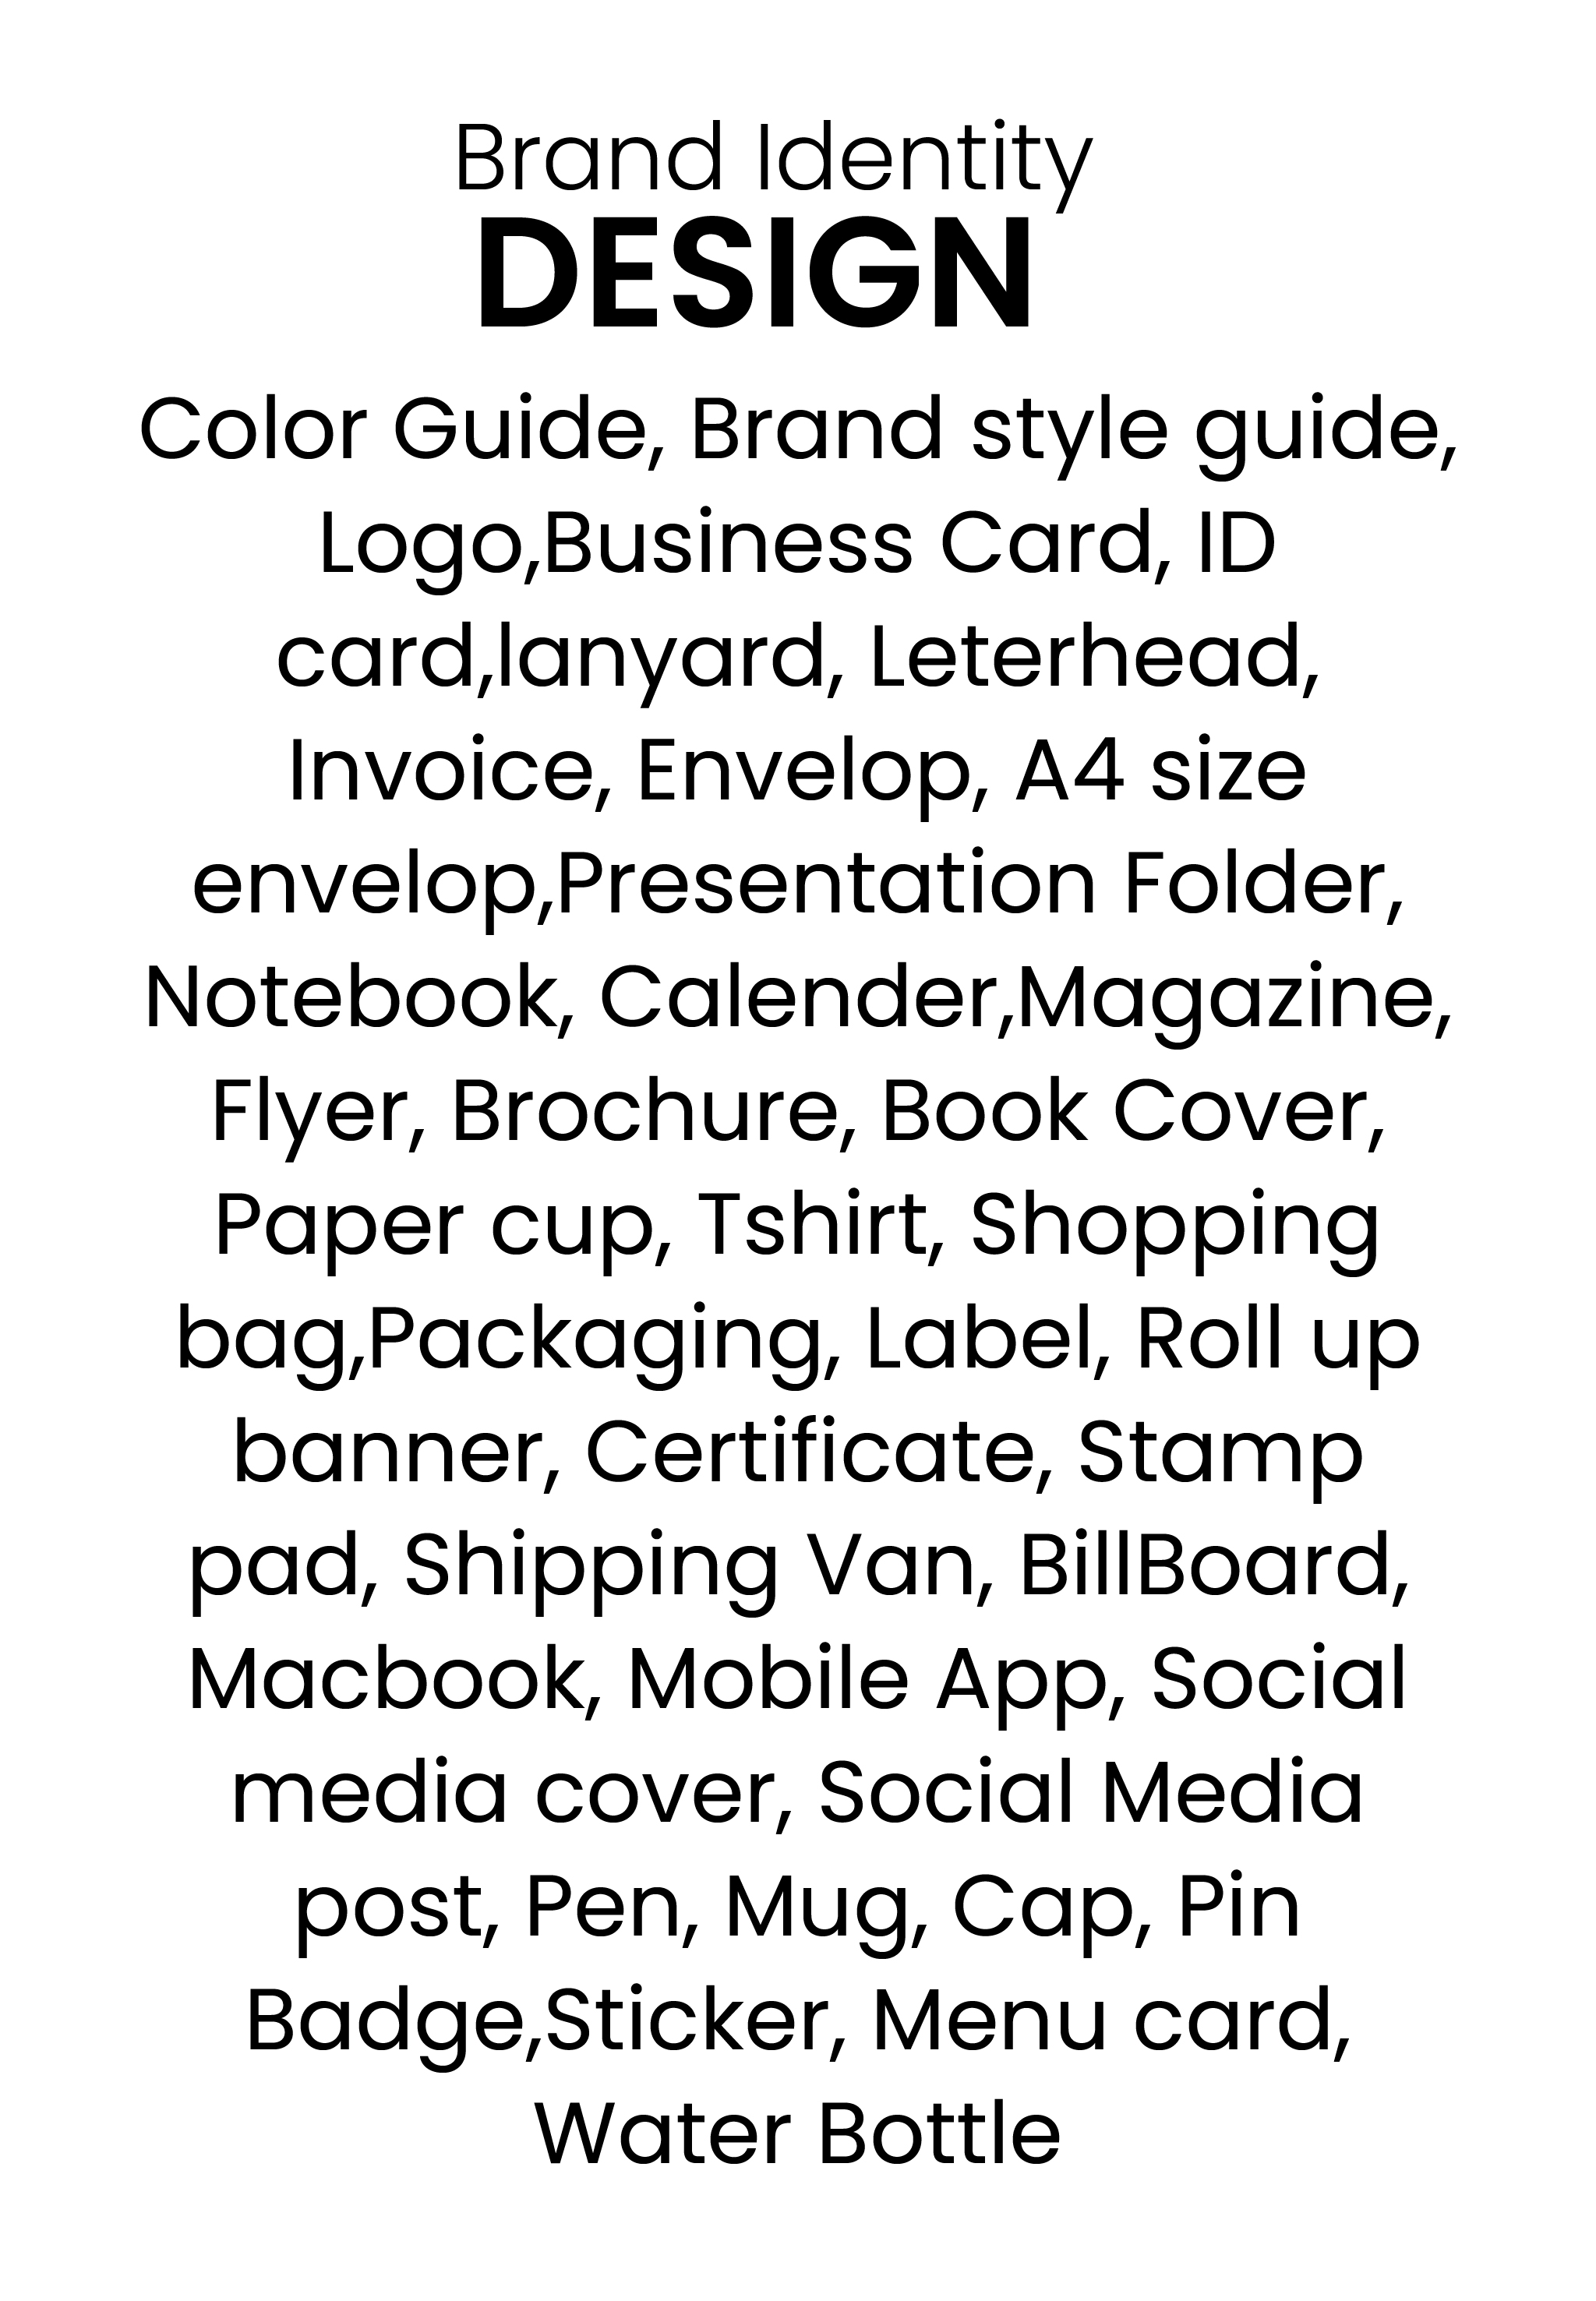 Brand Identity
DESIGN
Color Guide, Brand style guide,
Logo,Business Card, ID
card,lanyard, Leterhead,
Invoice, Envelop, A4 size
envelop,Presentation Folder,
Notebook, Calender,Magazine,
Flyer, Brochure, Book Cover,
Paper cup, Tshirt, Shopping
bag,Packaging, Label, Roll up
banner, Certificate, Stamp
pad, Shipping Van, BillBoard,
Macbook, Mobile App, Social
media cover, Social Media
post, Pen, Mug, Cap, Pin
Badge,Sticker, Menu card,
Water Bottle